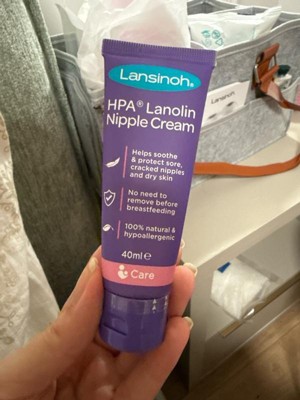 Lansinoh®
HPA® Lanolin
Nipple Cream
Helps soothe
& protect sore,
cracked nipples
and dry skin
No need to
remove before
breastfeeding
100% natural &
hypoallergenic
40ml e
Care
Lansinoh